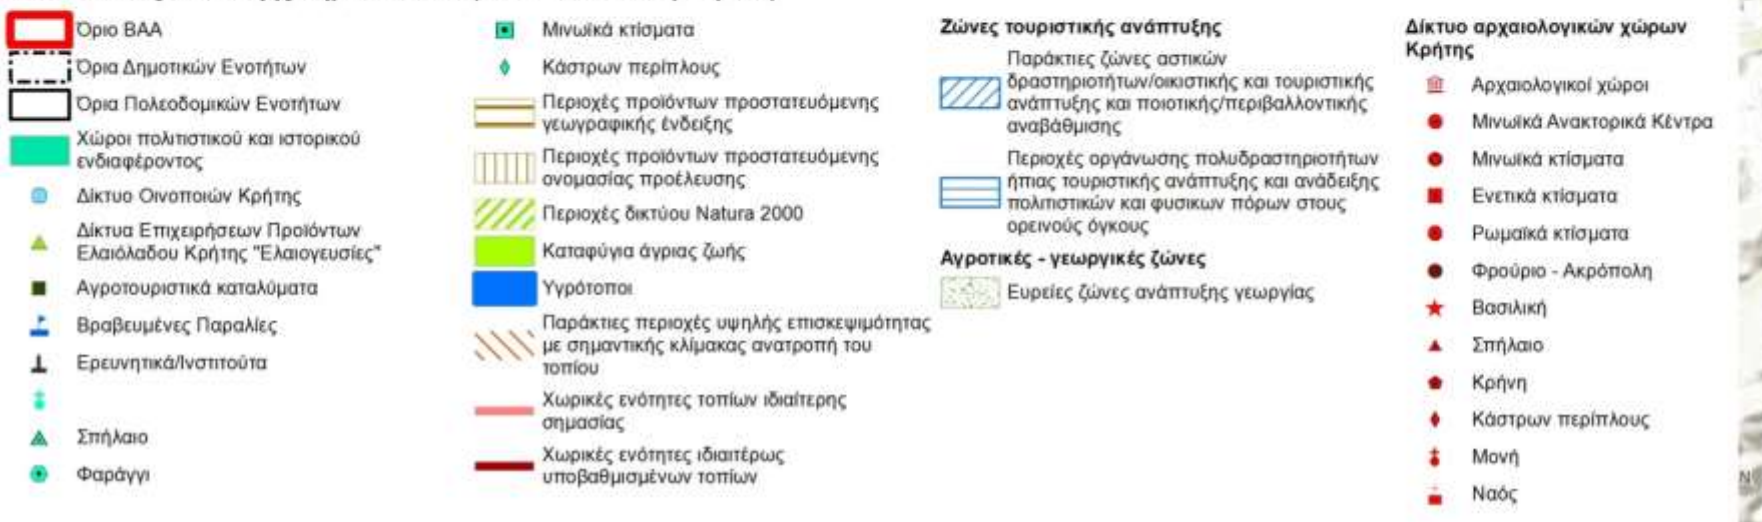 Όριο ΒΑΑ
Όρια Δημοτικών Ενοτήτων
Όρια Πολεοδομικών Ενοτήτων
Χώροι πολιτιστικού και ιστορικού
ενδιαφέροντος
Δίκτυο Οινοποιών Κρήτης
Δίκτυα Επιχειρήσεων Προϊόντων
Ελαιόλαδου Κρήτης "Ελαιογευσίες"
Αγροτουριστικά καταλύματα
Βραβευμένες Παραλίες
Ερευνητικά/Ινστιτούτα
Σπήλαιο
Φαράγγι
Μινωϊκά κτίσματα
Κάστρων περίπλους
Περιοχές προϊόντων προστατευόμενης
γεωγραφικής ένδειξης
Περιοχές προϊόντων προστατευόμενης
ονομασίας προέλευσης
Περιοχές δικτύου Natura 2000
Καταφύγια άγριας ζωής
Υγρότοποι
Παράκτιες περιοχές υψηλής επισκεψιμότητας
με σημαντικής κλίμακας ανατροπή του
τοπίου
Χωρικές ενότητες τοπίων ιδιαίτερης
σημασίας
Χωρικές ενότητες ιδιαιτέρως
υποβαθμισμένων τοπίων
Ζώνες τουριστικής ανάπτυξης
Παράκτιες ζώνες αστικών
δραστηριοτήτων/οικιστικής και τουριστικής
ανάπτυξης και ποιοτικής/περιβαλλοντικής
αναβάθμισης
Περιοχές οργάνωσης πολυδραστηριοτήτων
ήπιας τουριστικής ανάπτυξης και ανάδειξης
πολιτιστικών και φυσικων πόρων στους
ορεινούς όγκους
Αγροτικές - γεωργικές ζώνες
Ευρείες ζώνες ανάπτυξης γεωργίας
Δίκτυο αρχαιολογικών χώρων
Κρήτης
Αρχαιολογικοί χώροι
Μινωϊκά Ανακτορικά Κέντρα
Μινωϊκά κτίσματα
Ενετικά κτίσματα
Ρωμαϊκά κτίσματα
Φρούριο - Ακρόπολη
Βασιλική
Σπήλαιο
Κρήνη
Κάστρων περίπλους
Μονή
Ναός